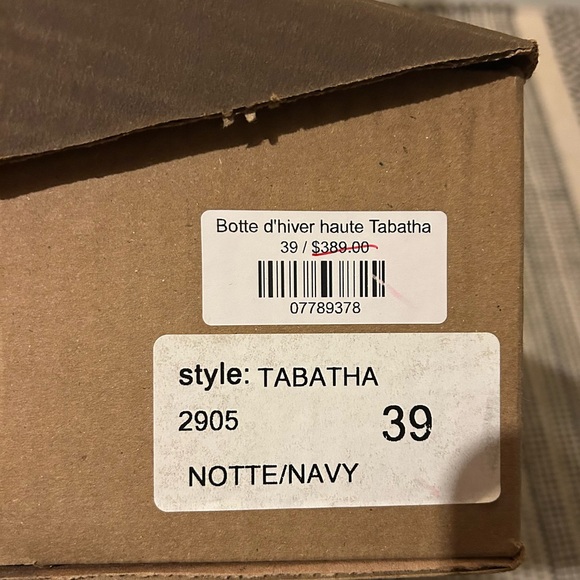 Botte d'hiver haute Tabatha
39 / $389.00
07789378
style: TABATHA
2905 39
NOTTE/NAVY